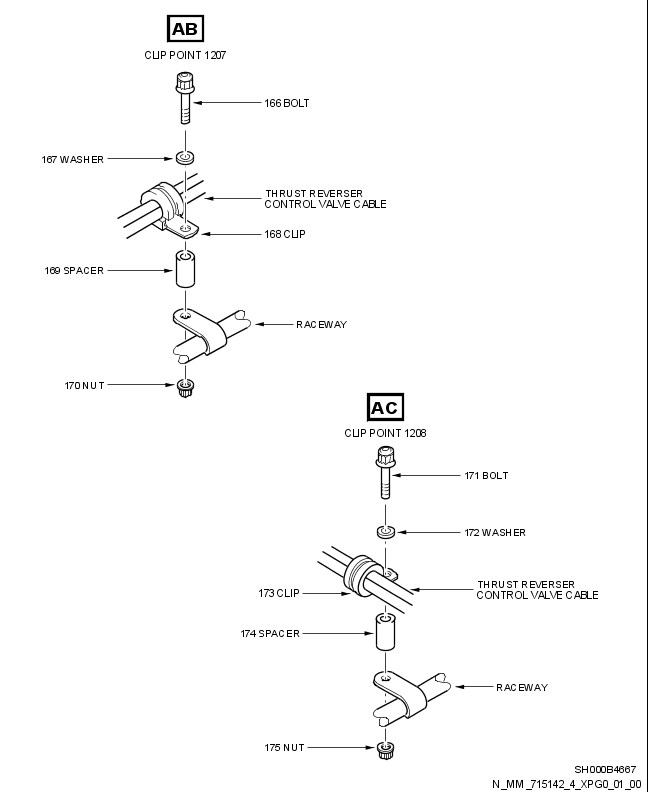 AB
CLIP POINT 1207
166 BOLT
167 WASHER
THRUST REVERSER
CONTROL VALVE CABLE
168 CLIP
169 SPACER
RACEWAY
170 NUT
AC
CLIP POINT 1208
171 BOLT
172 WASHER
173 CLIP
THRUST REVERSER
CONTROL VALVE CABLE
174 SPACER
RACEWAY
175 NUT
SH000B4667
N_MM_715142_4_XPG0_01_00